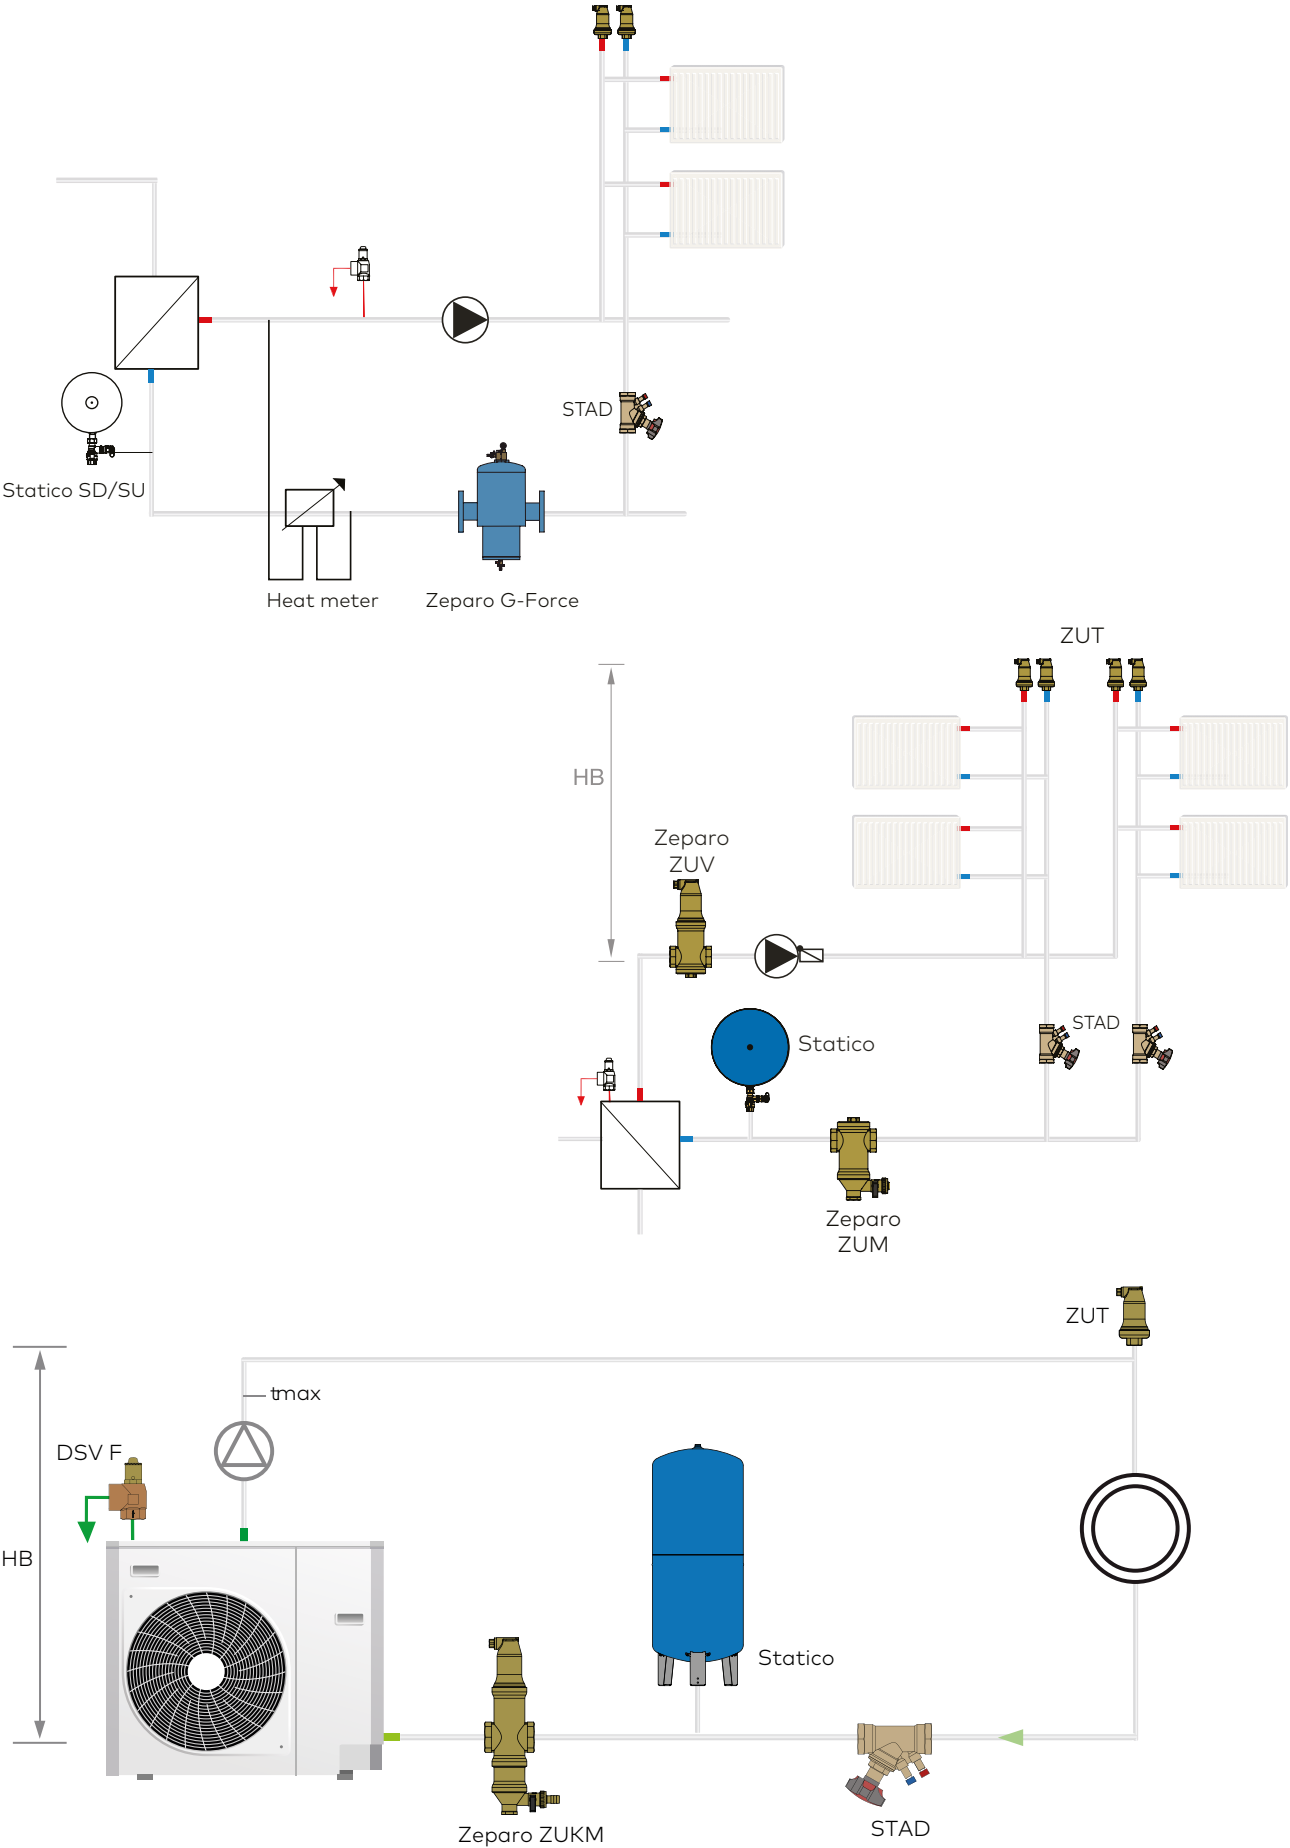 STAD
Statico SD/SU
Heat meter
Zeparo G-Force
ZUT
HB
Zeparo
ZUV
STAD
Statico
Zeparo
ZUM
ZUT
tmax
DSV F
HB
Statico
STAD
Zeparo ZUKM